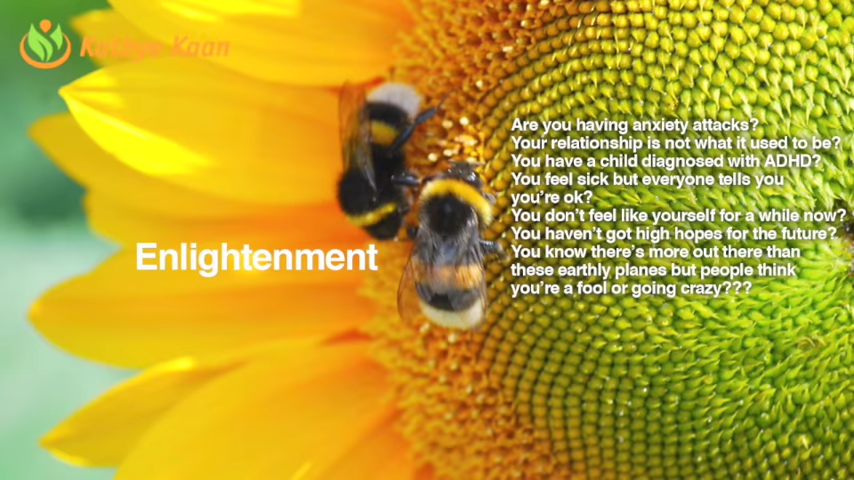 Enlightenment
Are you having anxiety attacks?
Your relationship is not what it used to be?
You have a child diagnosed with ADHD?
You feel sick but everyone tells you
you're ok?
You don't feel like yourself for a while now?
You haven't got high hopes for the future?
You know there's more out there than
these earthly planes but people think
you're a fool or going crazy???